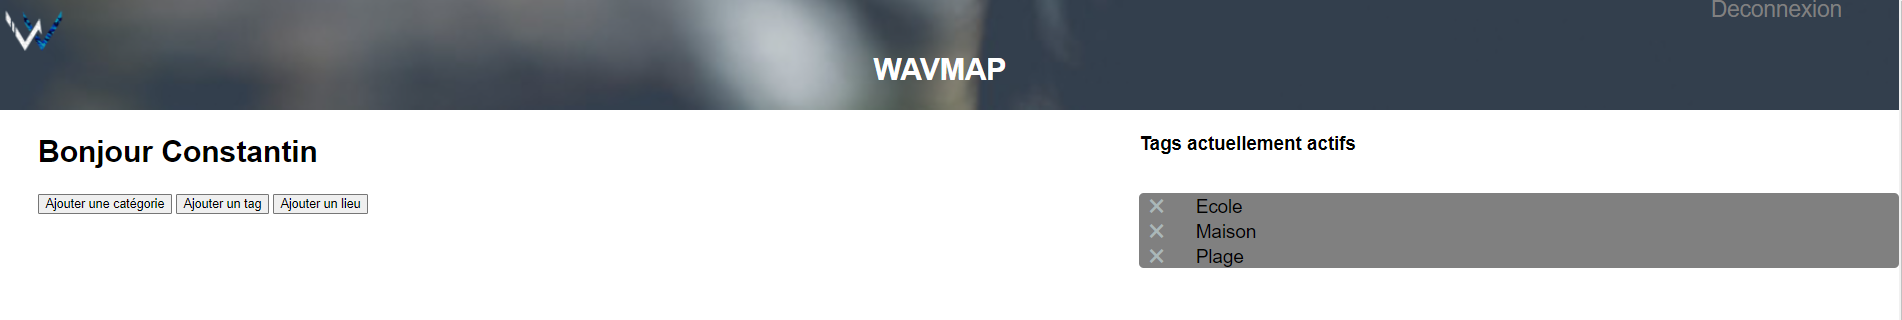 Deconnexion
WAVMAP
Bonjour Constantin
Ajouter une catégorie Ajouter un tag Ajouter un lieu
Tags actuellement actifs
Ecole
Maison
Plage